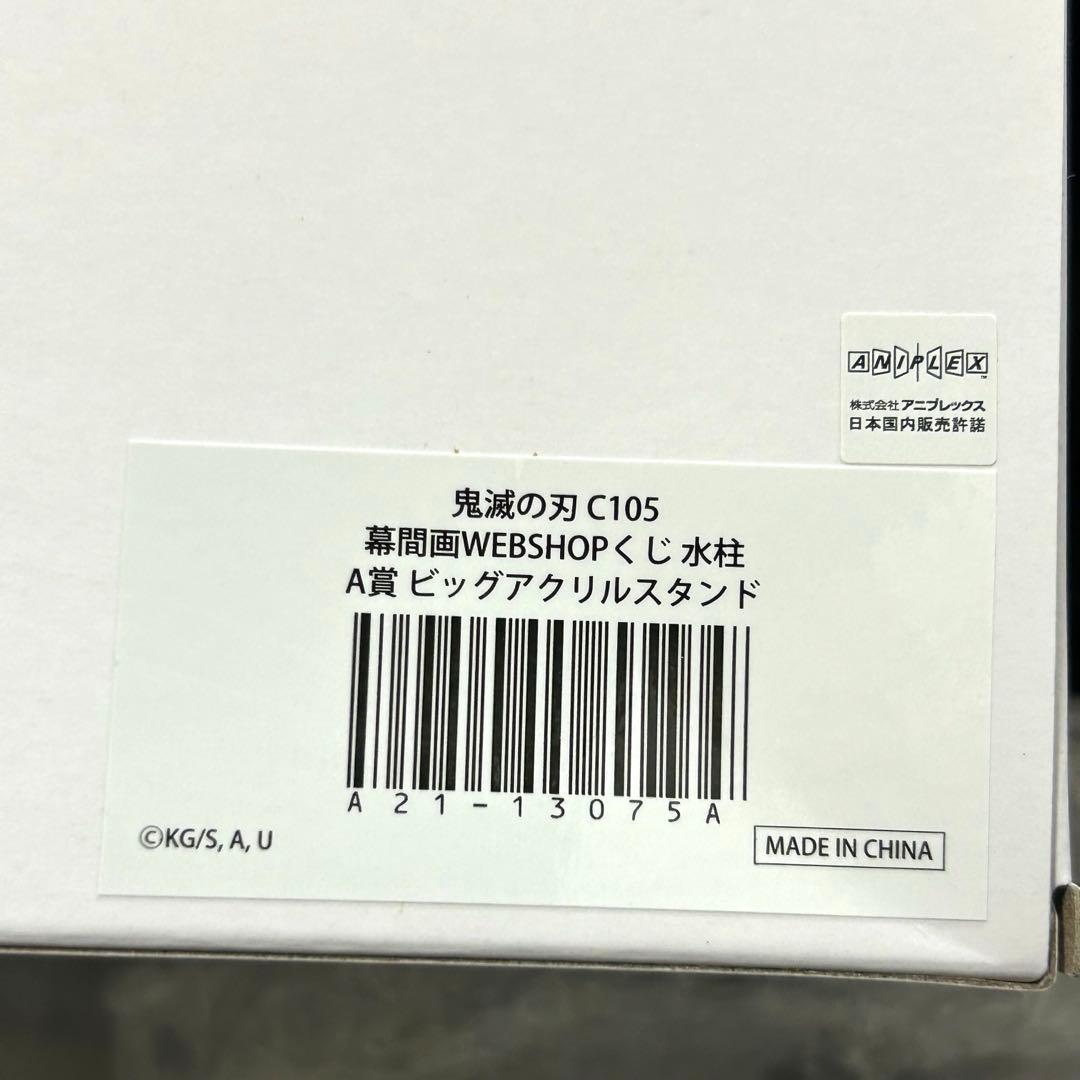 ANIPLEX
株式会社アニプレックス
日本国内販売許諾
鬼滅の刃 C105
幕間画WEBSHOPくじ 水柱
A賞 ビッグアクリルスタンド
A21-13075A
©KG/S, A, U
MADE IN CHINA